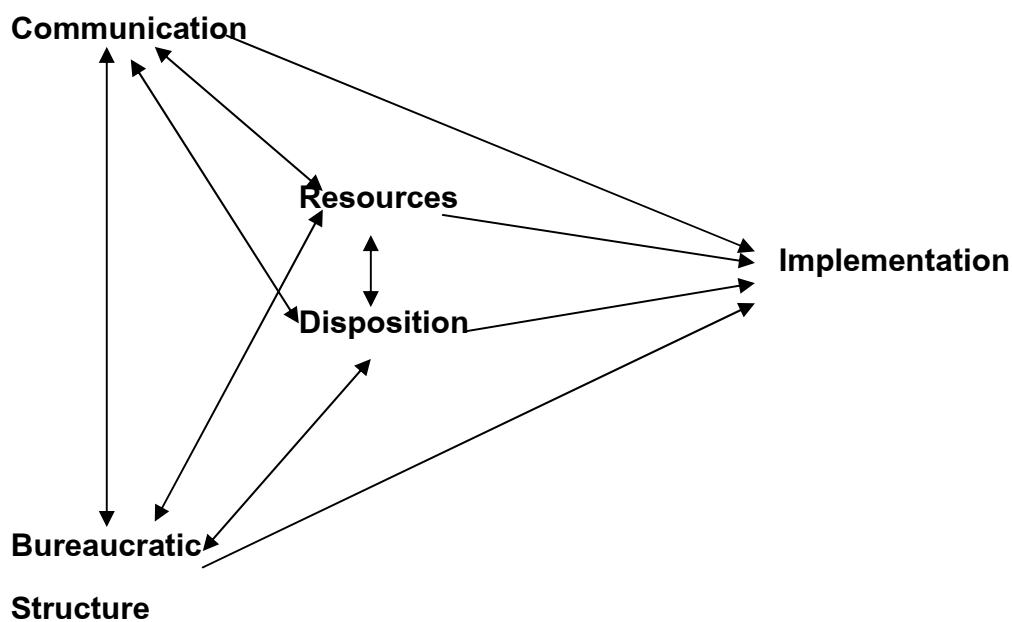 Communication
Resources
Implementation
Disposition
Bureaucratic
Structure